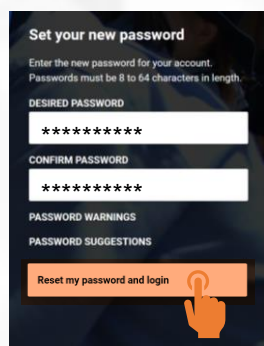 Set your new password
Enter the new password for your account.
Passwords must be 8 to 64 characters in length.
DESIRED PASSWORD
**********
CONFIRM PASSWORD
**********
PASSWORD WARNINGS
PASSWORD SUGGESTIONS
Reset my password and login